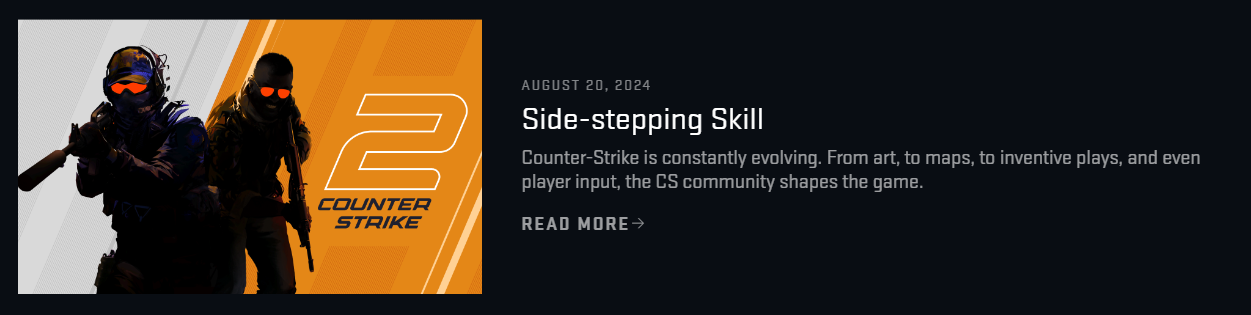 2
COUNTER
STRIKE
AUGUST 20, 2024
Side-stepping Skill
Counter-Strike is constantly evolving. From art, to maps, to inventive plays, and even
player input, the CS community shapes the game.
READ MORE→